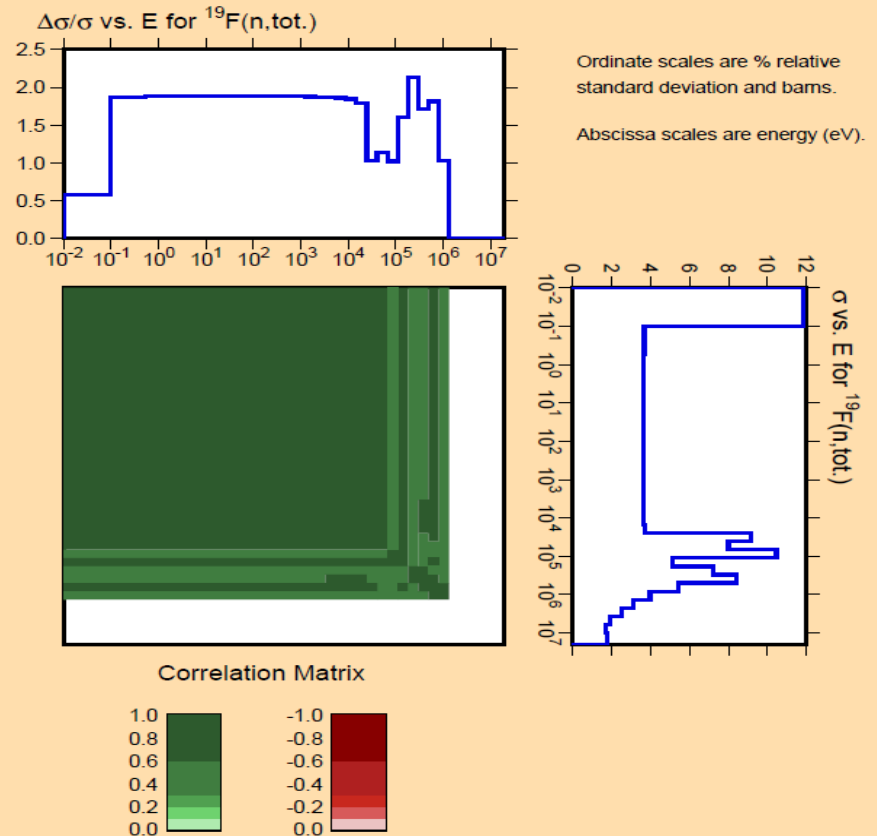 Δσ/σ vs. E for ¹⁹F(n,tot.)
2.5
2.0
1.5
1.0
0.5
0.0
10⁻² 10⁻¹ 10⁰ 10¹ 10² 10³ 10⁴ 10⁵ 10⁶ 10⁷
Ordinate scales are % relative
standard deviation and barns.
Abscissa scales are energy (eV).
0 2 4 6 8 10 12
10⁻² 10⁻¹ 10⁰ 10¹ 10² 10³ 10⁴ 10⁵ 10⁶ 10⁷
σ vs. E for ¹⁹F(n,tot.)
Correlation Matrix
1.0
0.8
0.6
0.4
0.2
0.0
-1.0
-0.8
-0.6
-0.4
-0.2
0.0